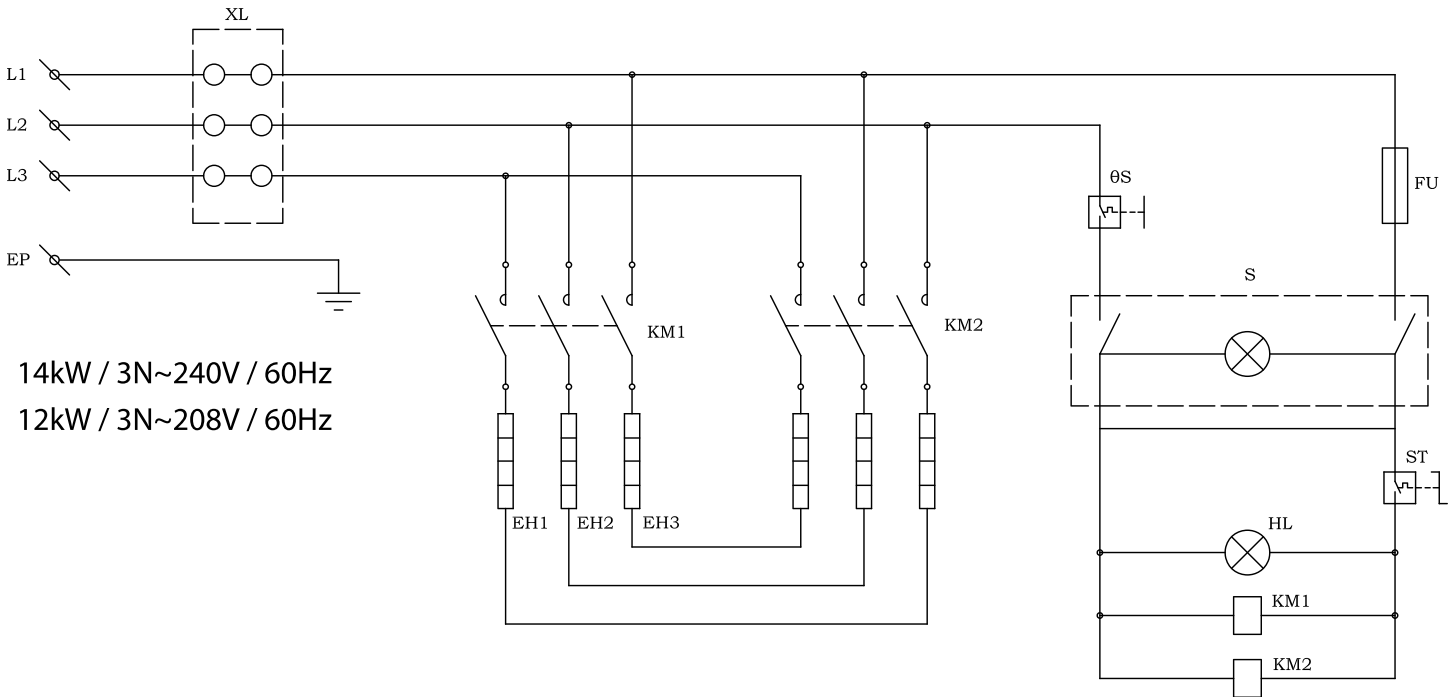 XL
L1
L2
L3
θS
FU
EP
S
KM1
KM2
14kW / 3N~240V / 60Hz
12kW / 3N~208V / 60Hz
ST
EH1 EH2 EH3
HL
KM1
KM2